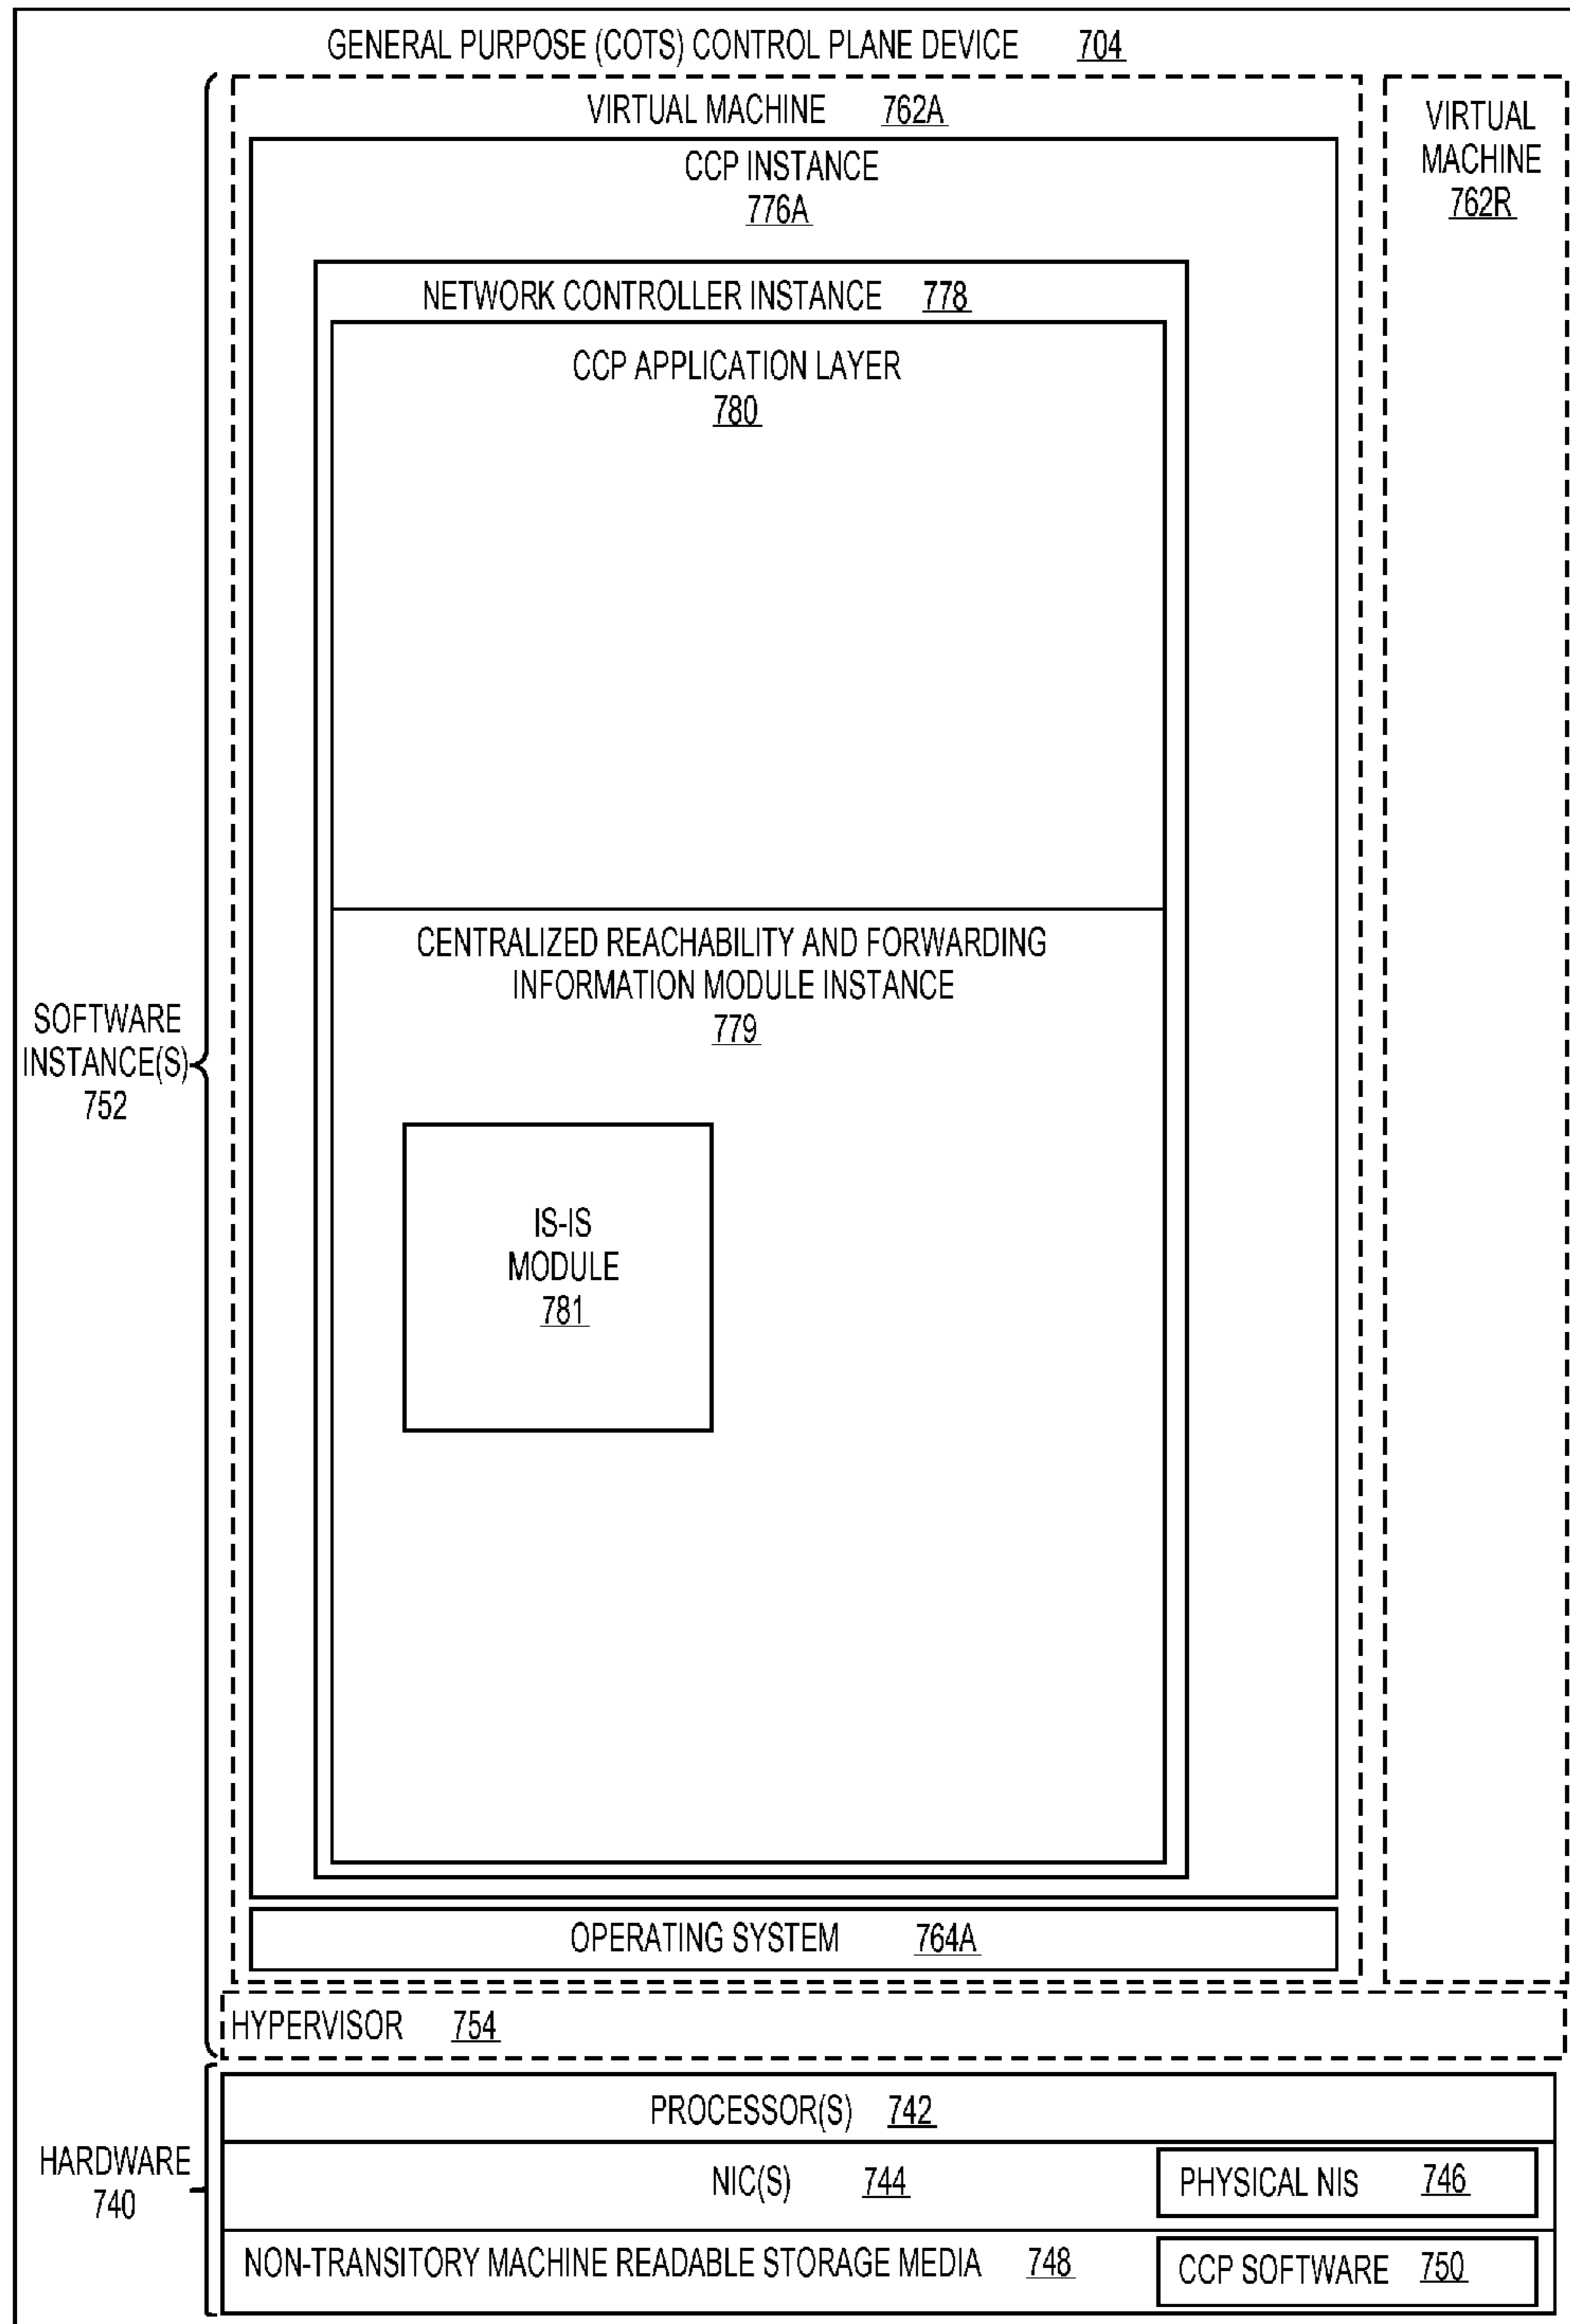 GENERAL PURPOSE (COTS) CONTROL PLANE DEVICE 704
VIRTUAL MACHINE 762A
VIRTUAL
MACHINE
762R
CCP INSTANCE
776A
NETWORK CONTROLLER INSTANCE 778
CCP APPLICATION LAYER
780
CENTRALIZED REACHABILITY AND FORWARDING
INFORMATION MODULE INSTANCE
779
SOFTWARE
INSTANCE(S)
752
IS-IS
MODULE
781
OPERATING SYSTEM 764A
HYPERVISOR 754
PROCESSOR(S) 742
HARDWARE
740
NIC(S) 744
PHYSICAL NIS 746
NON-TRANSITORY MACHINE READABLE STORAGE MEDIA 748
CCP SOFTWARE 750